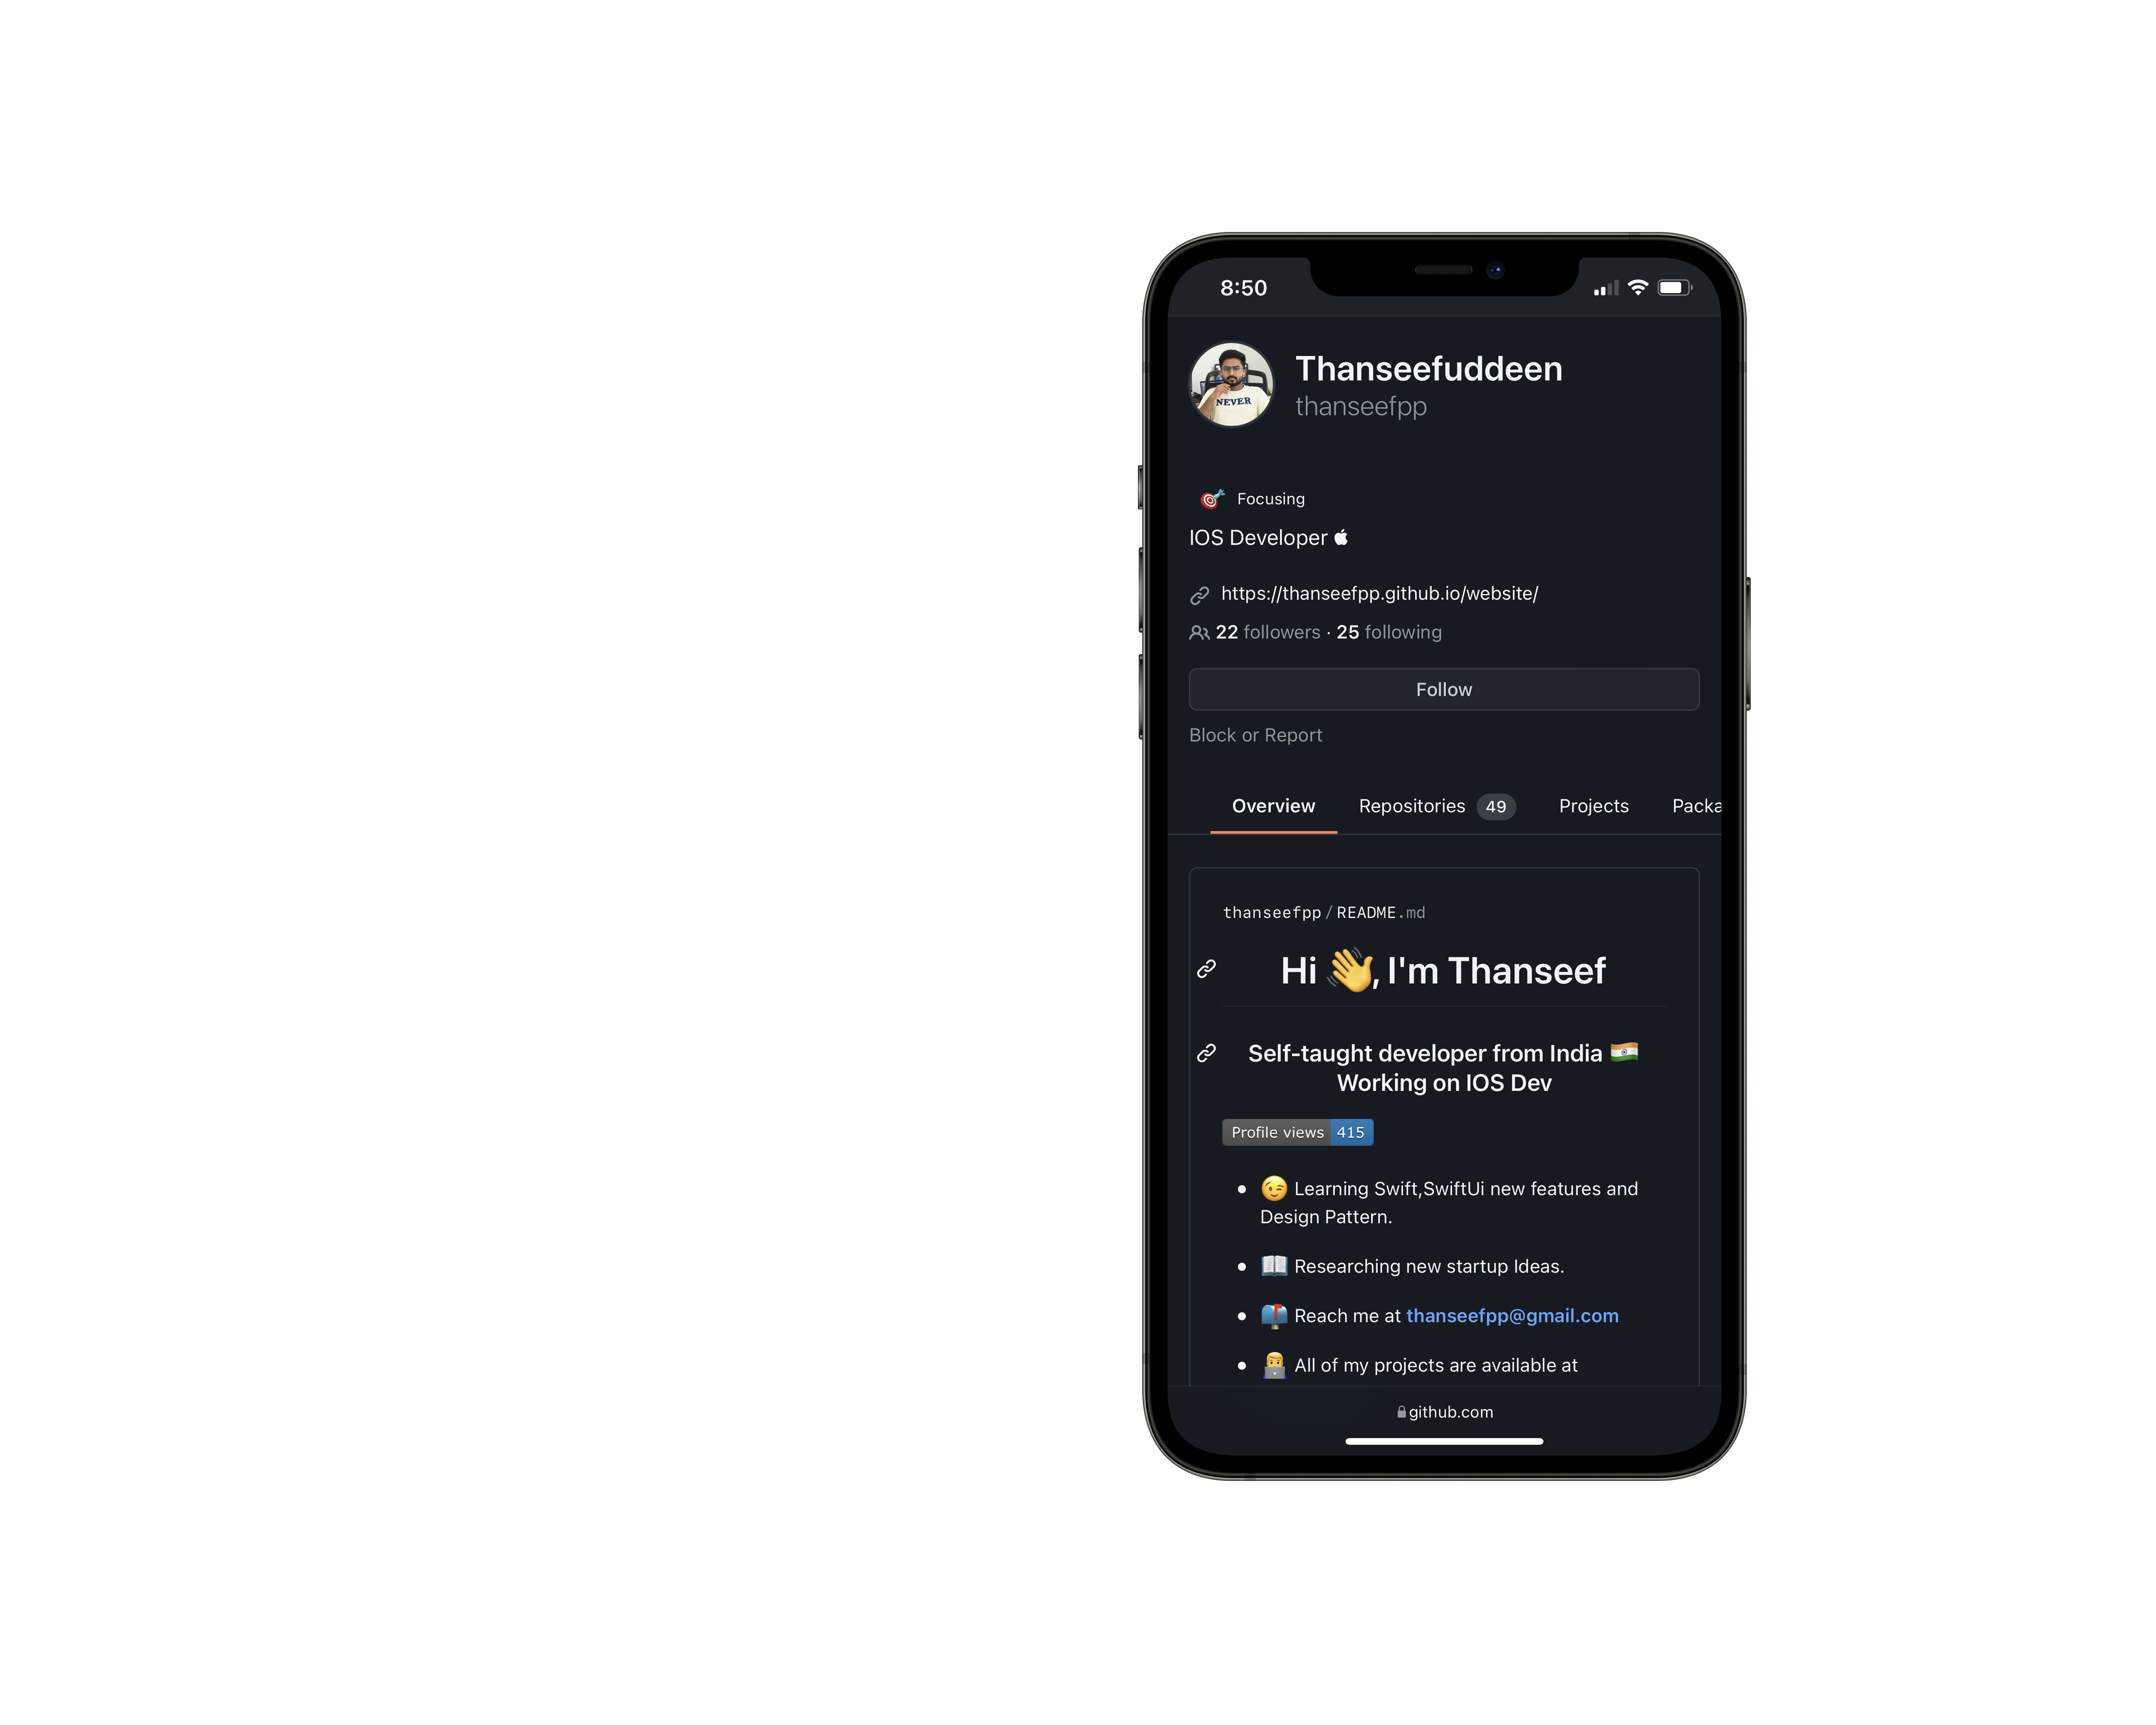 8:50
Thanseefuddeen
thanseefpp
NEVER
🎯 Focusing
IOS Developer 
https://thanseefpp.github.io/website/
22 followers · 25 following
Follow
Block or Report
Overview Repositories 49 Projects Packa
thanseefpp/README.md
Hi 👋, I'm Thanseef
Self-taught developer from India 🇮🇳
Working on IOS Dev
Profile views 415
• 😉 Learning Swift,SwiftUi new features and
Design Pattern.
• 📖 Researching new startup Ideas.
• 📫 Reach me at thanseefpp@gmail.com
• 👨‍💻 All of my projects are available at
github.com